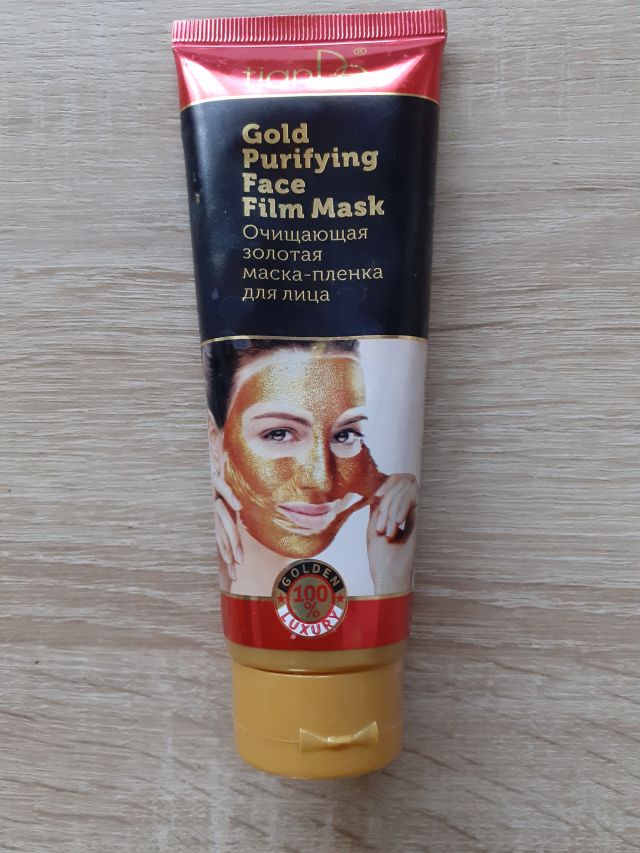 tianDe®
Gold
Purifying
Face
Film Mask
Очищающая
золотая
маска-пленка
для лица
GOLDEN
100
%
LUXURY